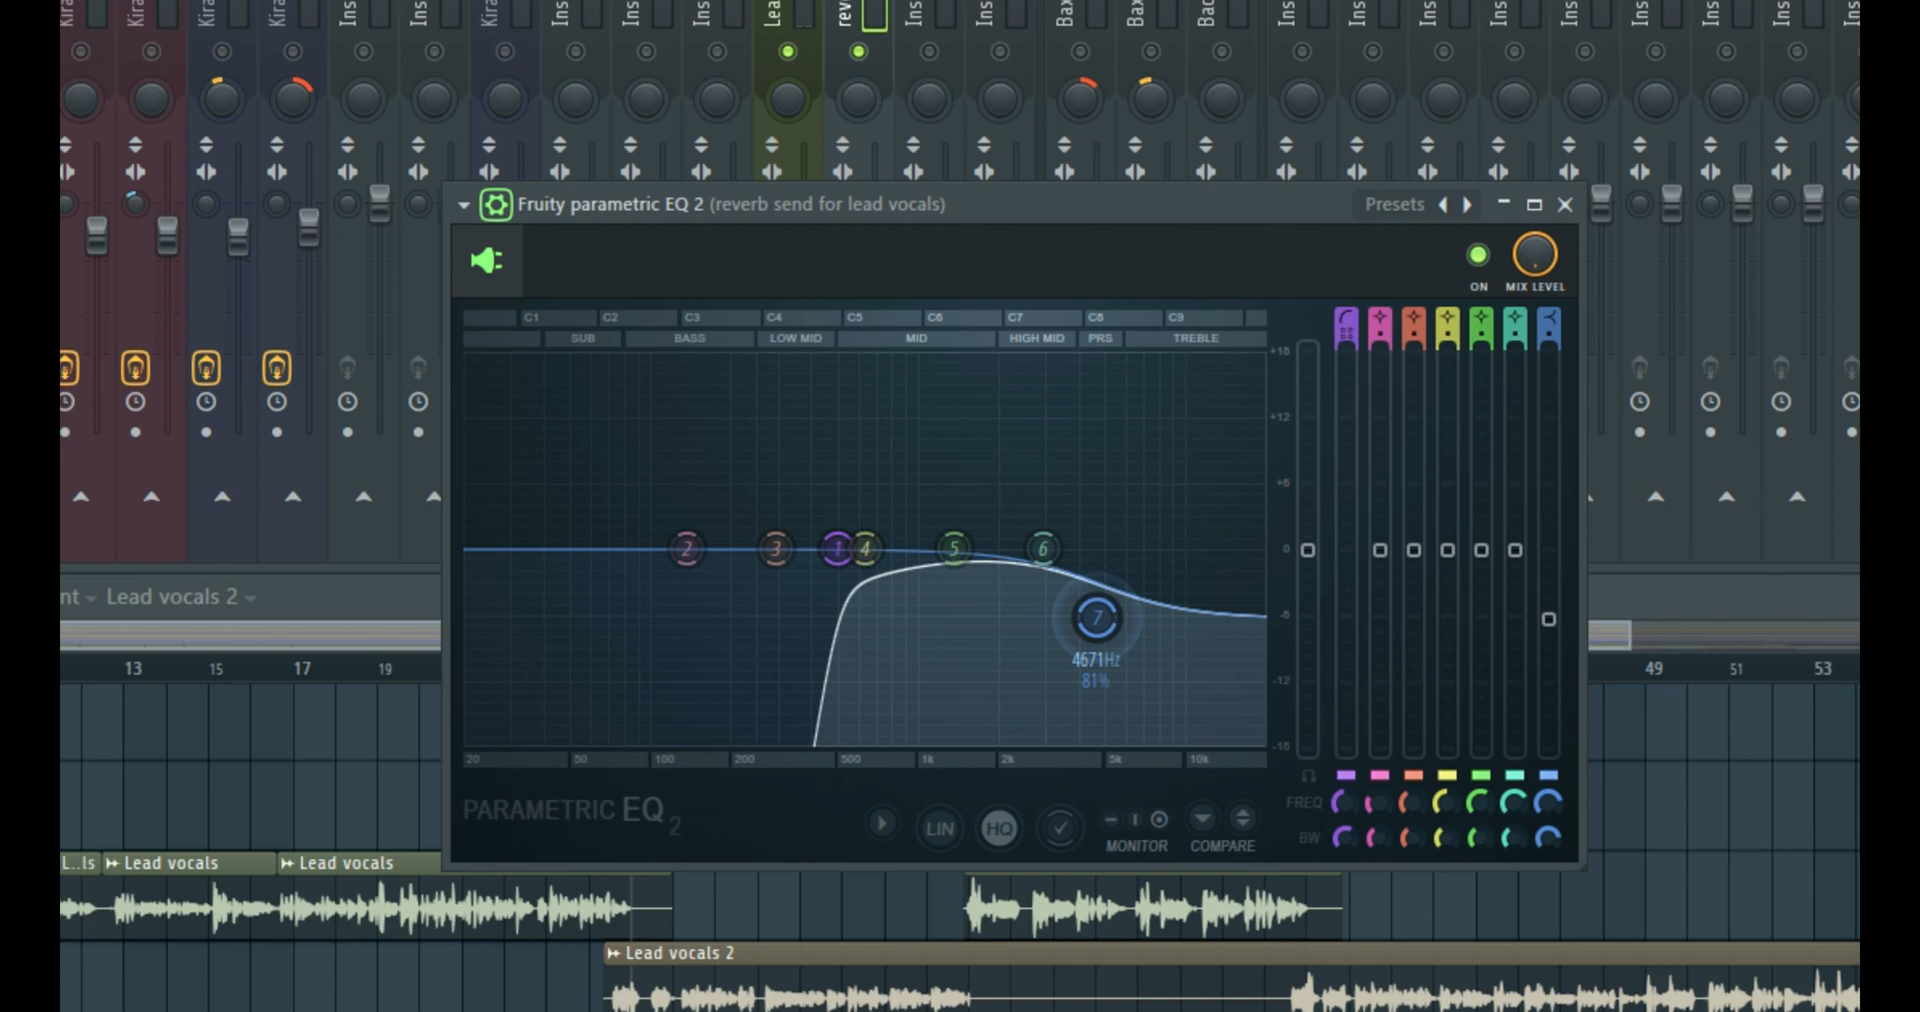 Kira
Kira
Kira
Kira
Ins
Ins
Kira
Ins
Ins
Ins
Lea
rev
Ins
Ins
Bax
Bax
Bac
Ins
Ins
Ins
Ins
Ins
Ins
Ins
Ins
Ins
Fruity parametric EQ 2 (reverb send for lead vocals)
Presets
ON
MIX LEVEL
C1 C2 C3 C4 C5 C6 C7 C8 C9
SUB BASS LOW MID MID HIGH MID PRS TREBLE
+18
+12
+6
0
-6
-12
-18
2 3 1 4 5 6
7
4671Hz
81%
20 50 100 200 500 1k 2k 5k 10k
PARAMETRIC EQ 2
LIN
HQ
MONITOR
COMPARE
FREQ
BW
nt Lead vocals 2
13 15 17 19 49 51 53
L..ls Lead vocals Lead vocals
Lead vocals 2